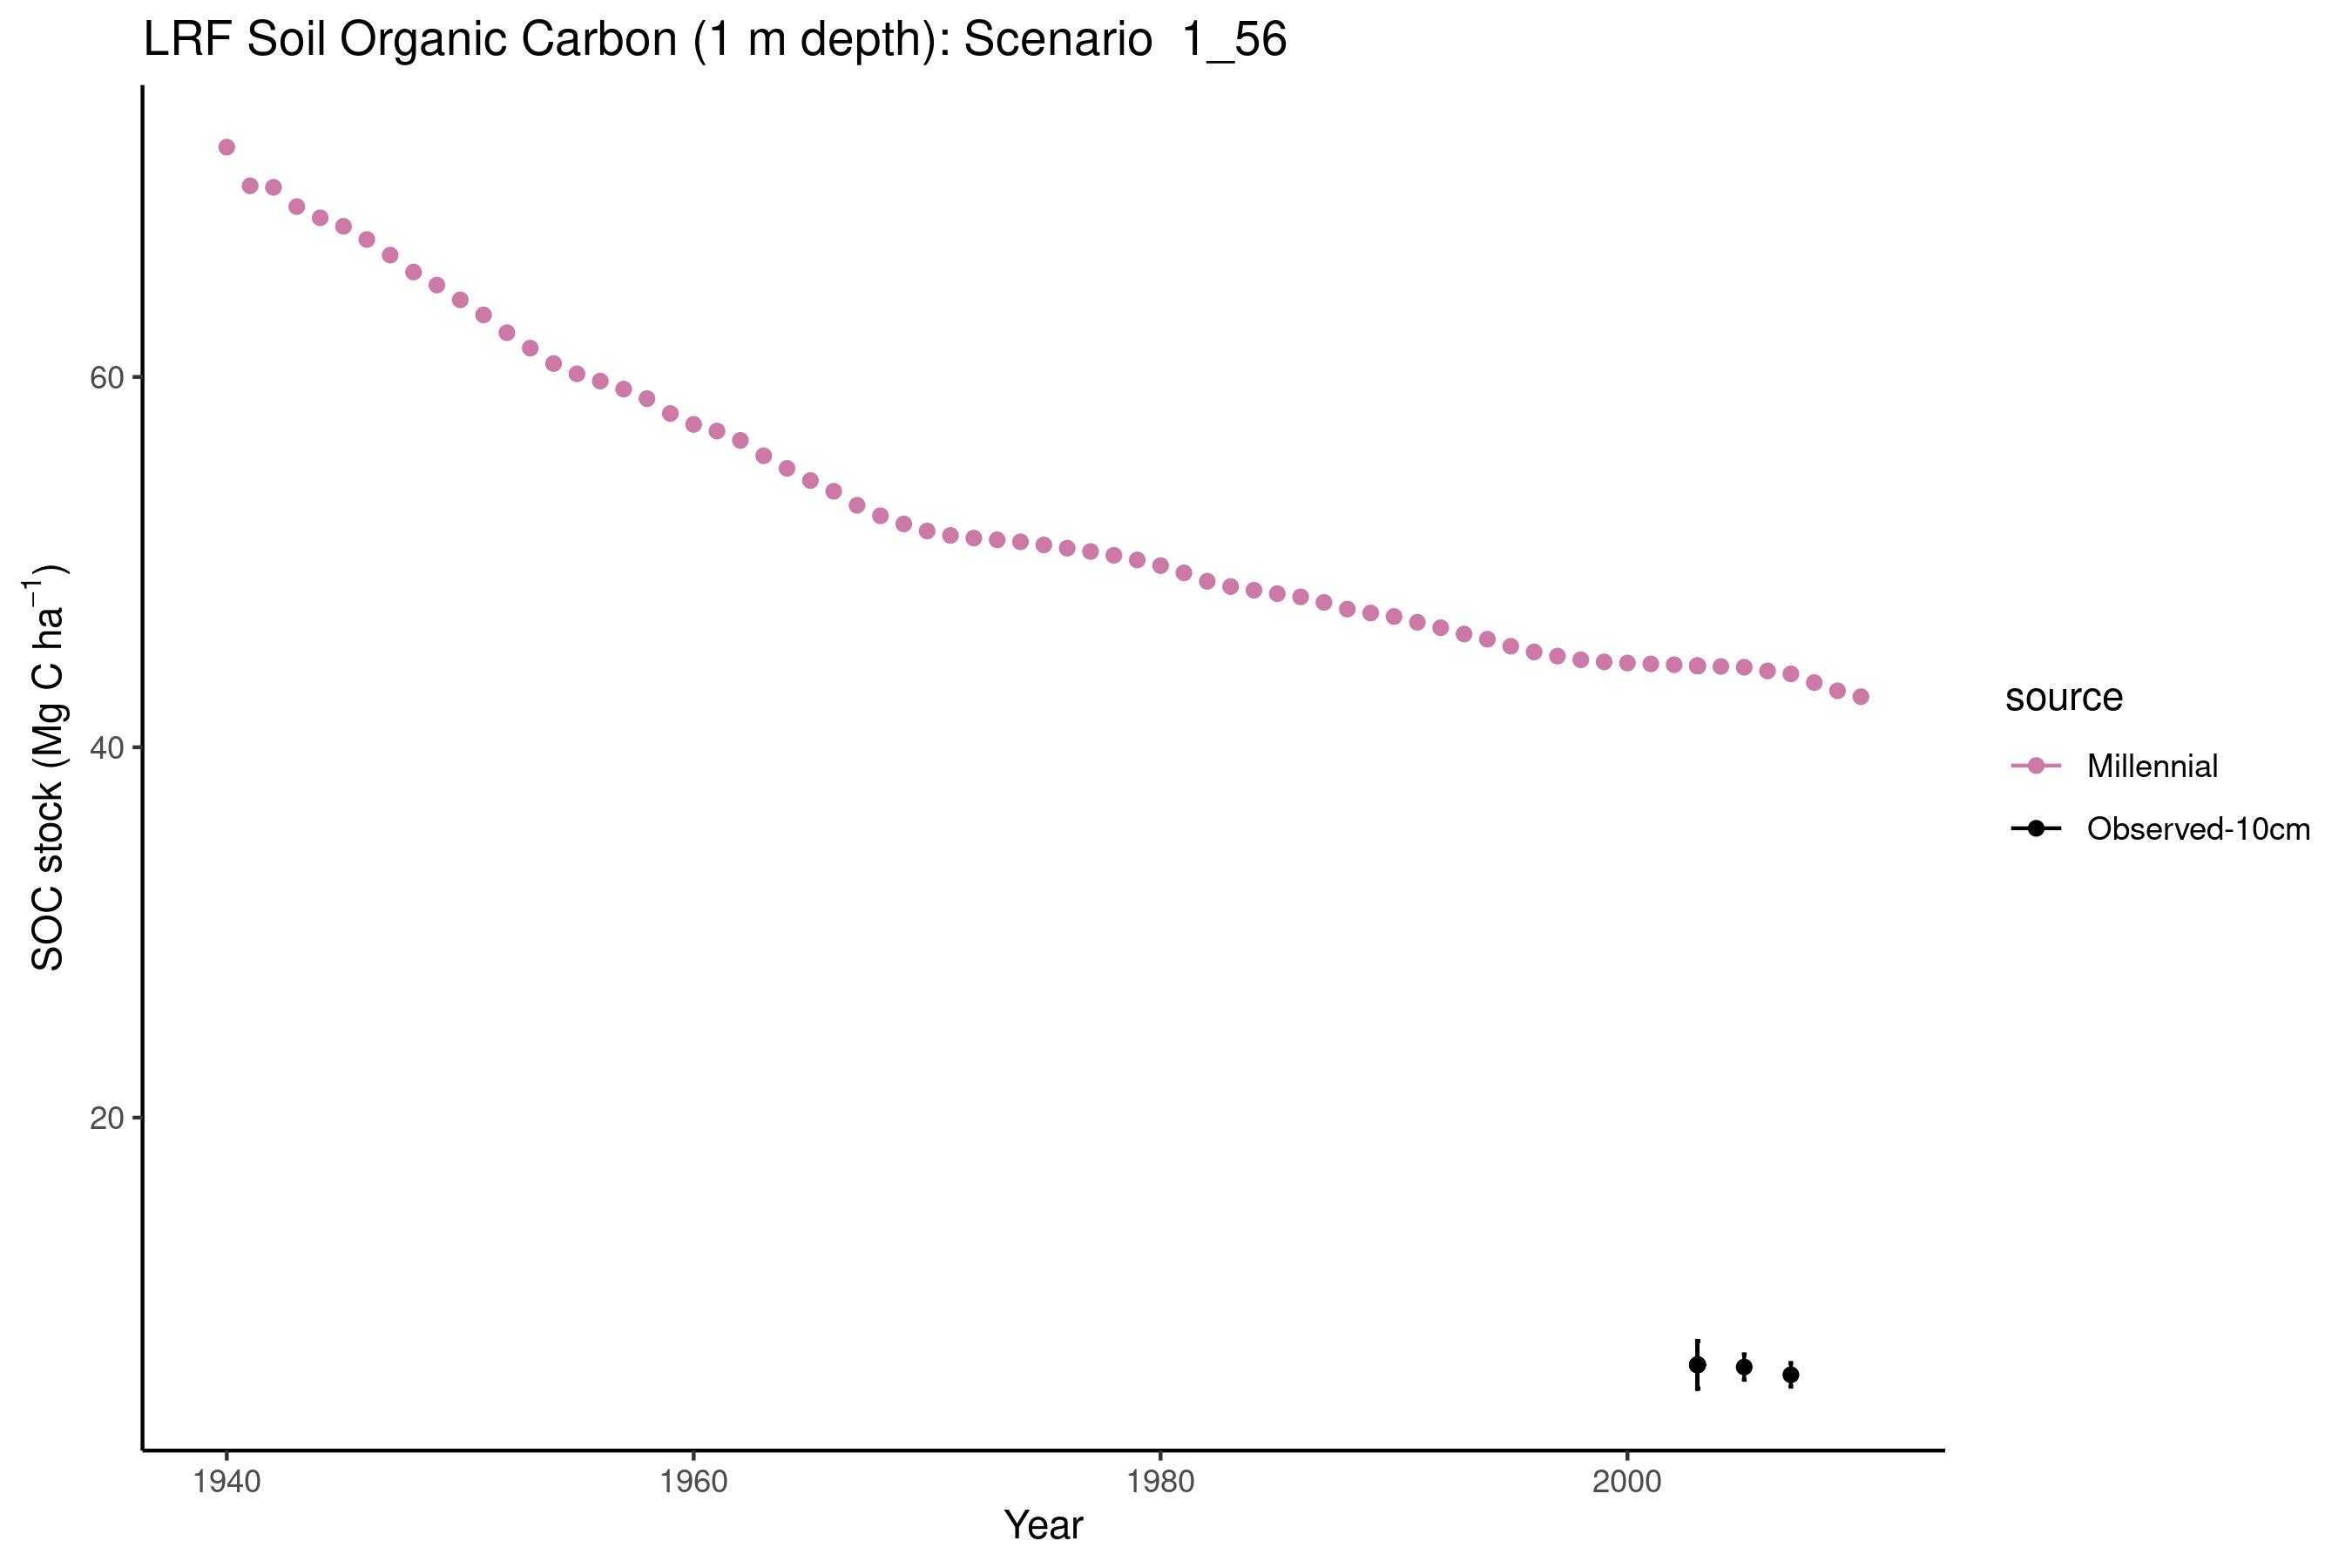 LRF Soil Organic Carbon (1 m depth): Scenario  1_56
SOC stock (Mg C ha⁻¹)
60
40
20
1940
1960
1980
2000
Year
source
Millennial
Observed-10cm